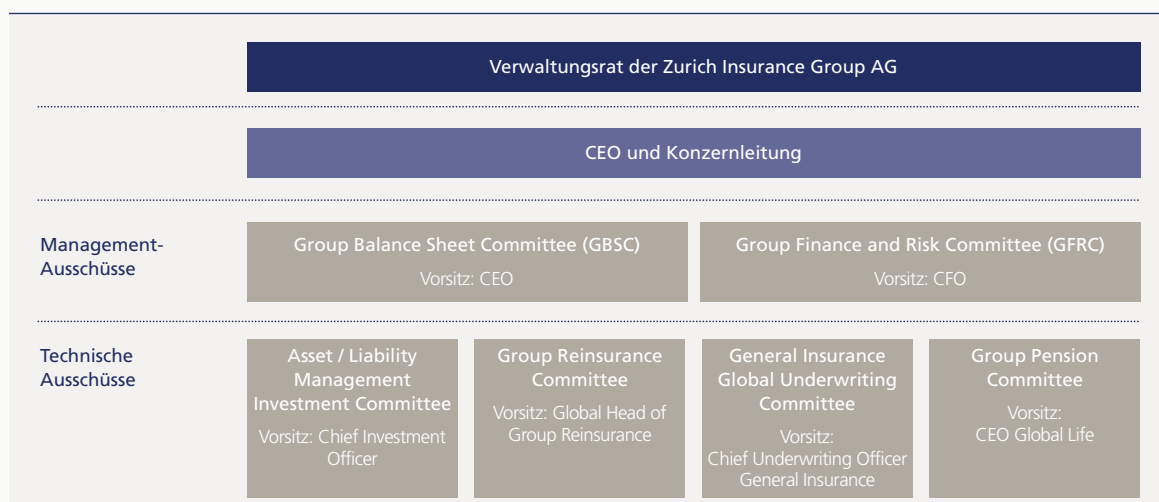 Verwaltungsrat der Zurich Insurance Group AG
CEO und Konzernleitung
Management-
Ausschüsse
Group Balance Sheet Committee (GBSC)
Vorsitz: CEO
Group Finance and Risk Committee (GFRC)
Vorsitz: CFO
Technische
Ausschüsse
Asset / Liability
Management
Investment Committee
Vorsitz: Chief Investment
Officer
Group Reinsurance
Committee
Vorsitz: Global Head of
Group Reinsurance
General Insurance
Global Underwriting
Committee
Vorsitz:
Chief Underwriting Officer
General Insurance
Group Pension
Committee
Vorsitz:
CEO Global Life